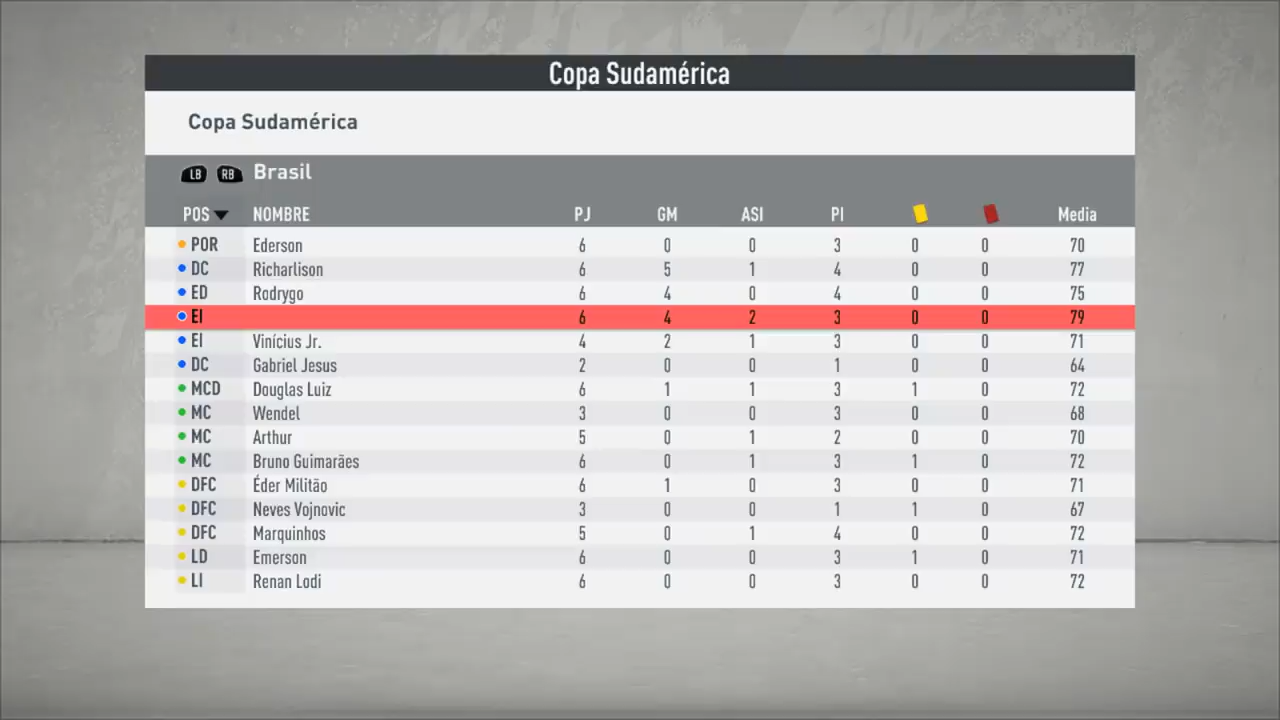 Copa Sudamérica
Copa Sudamérica
LB RB Brasil
POS NOMBRE PJ GM ASI PI Media
POR Ederson 6 0 0 3 0 0 70
DC Richarlison 6 5 1 4 0 0 77
ED Rodrygo 6 4 0 4 0 0 75
EI 6 4 2 3 0 0 79
EI Vinícius Jr. 4 2 1 3 0 0 71
DC Gabriel Jesus 2 0 0 1 0 0 64
MCD Douglas Luiz 6 1 1 3 1 0 72
MC Wendel 3 0 0 3 0 0 68
MC Arthur 5 0 1 2 0 0 70
MC Bruno Guimarães 6 0 1 3 1 0 72
DFC Éder Militão 6 1 0 3 0 0 71
DFC Neves Vojnovic 3 0 0 1 1 0 67
DFC Marquinhos 5 0 1 4 0 0 72
LD Emerson 6 0 0 3 1 0 71
LI Renan Lodi 6 0 0 3 0 0 72